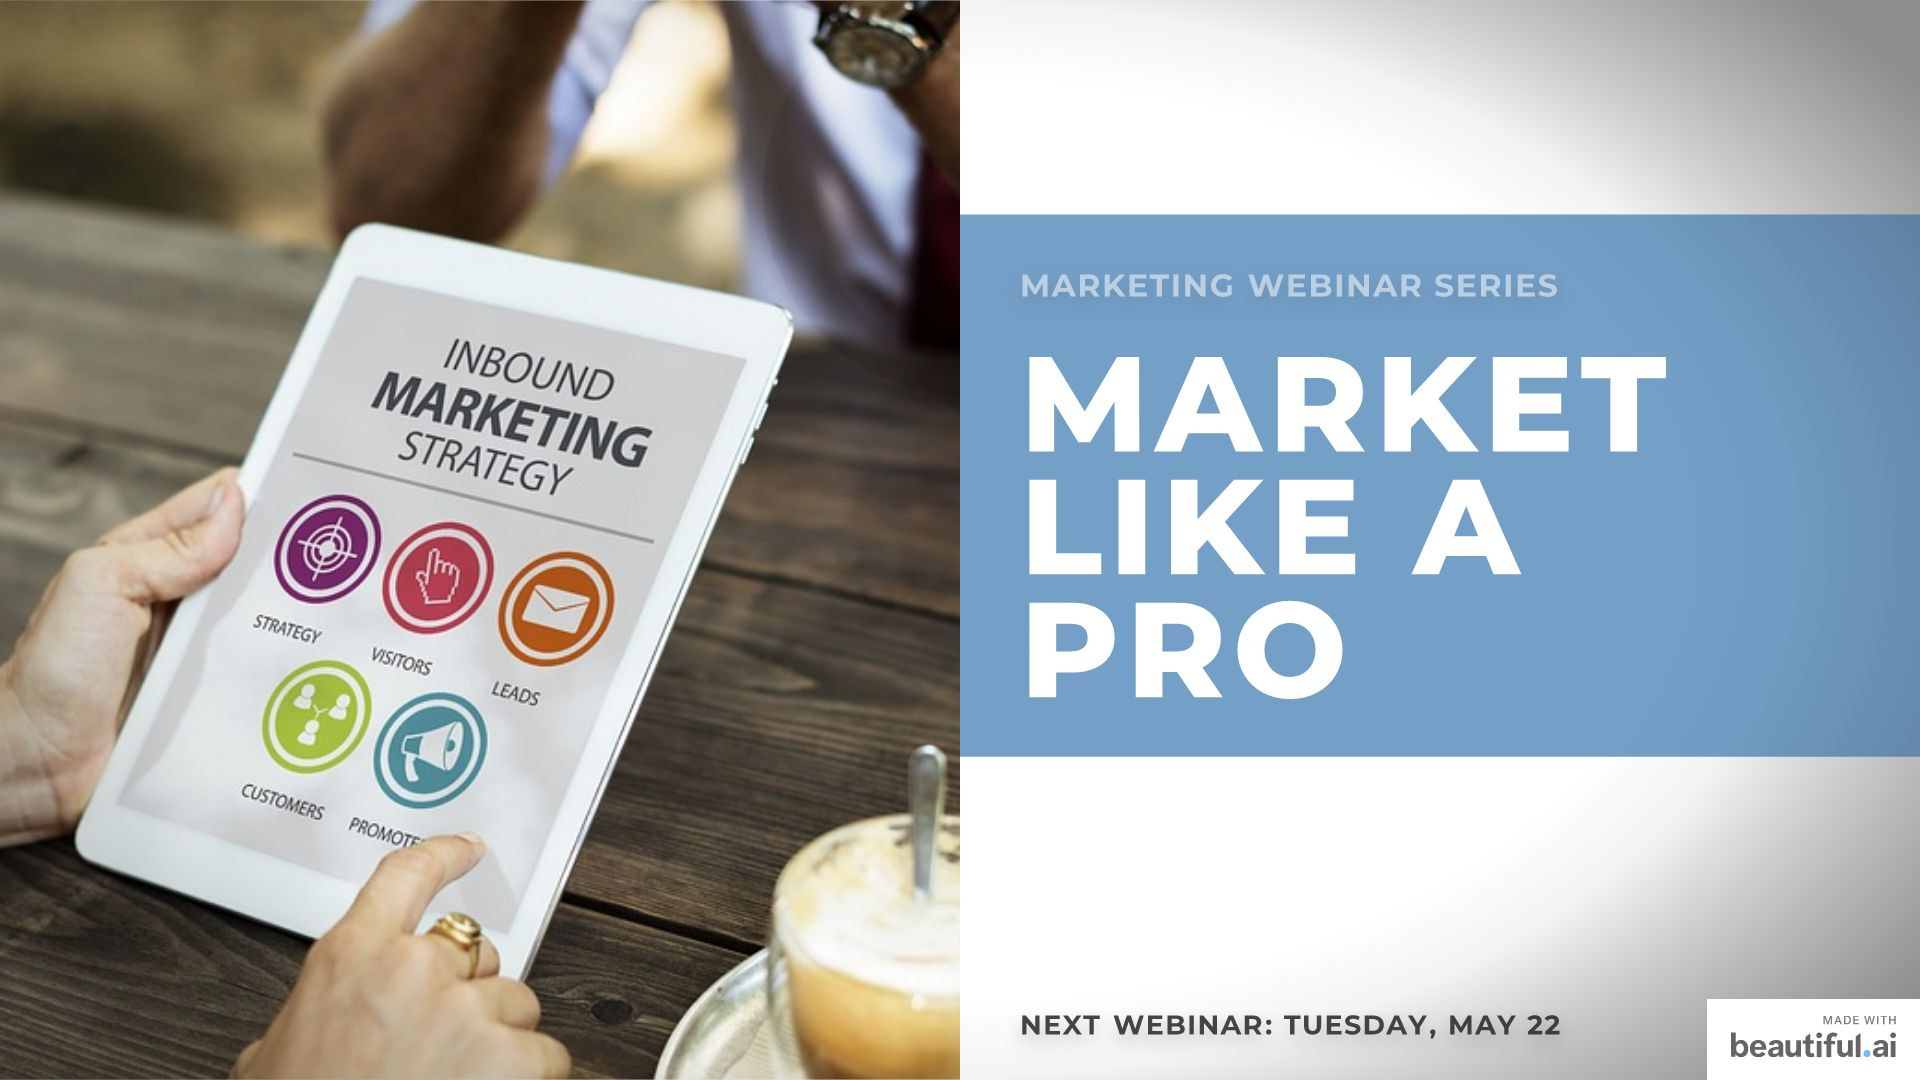 INBOUND
MARKETING
STRATEGY
STRATEGY
VISITORS
LEADS
CUSTOMERS
MARKETING WEBINAR SERIES
MARKET
LIKE A
PRO
NEXT WEBINAR: TUESDAY, MAY 22
MADE WITH
beautiful.ai